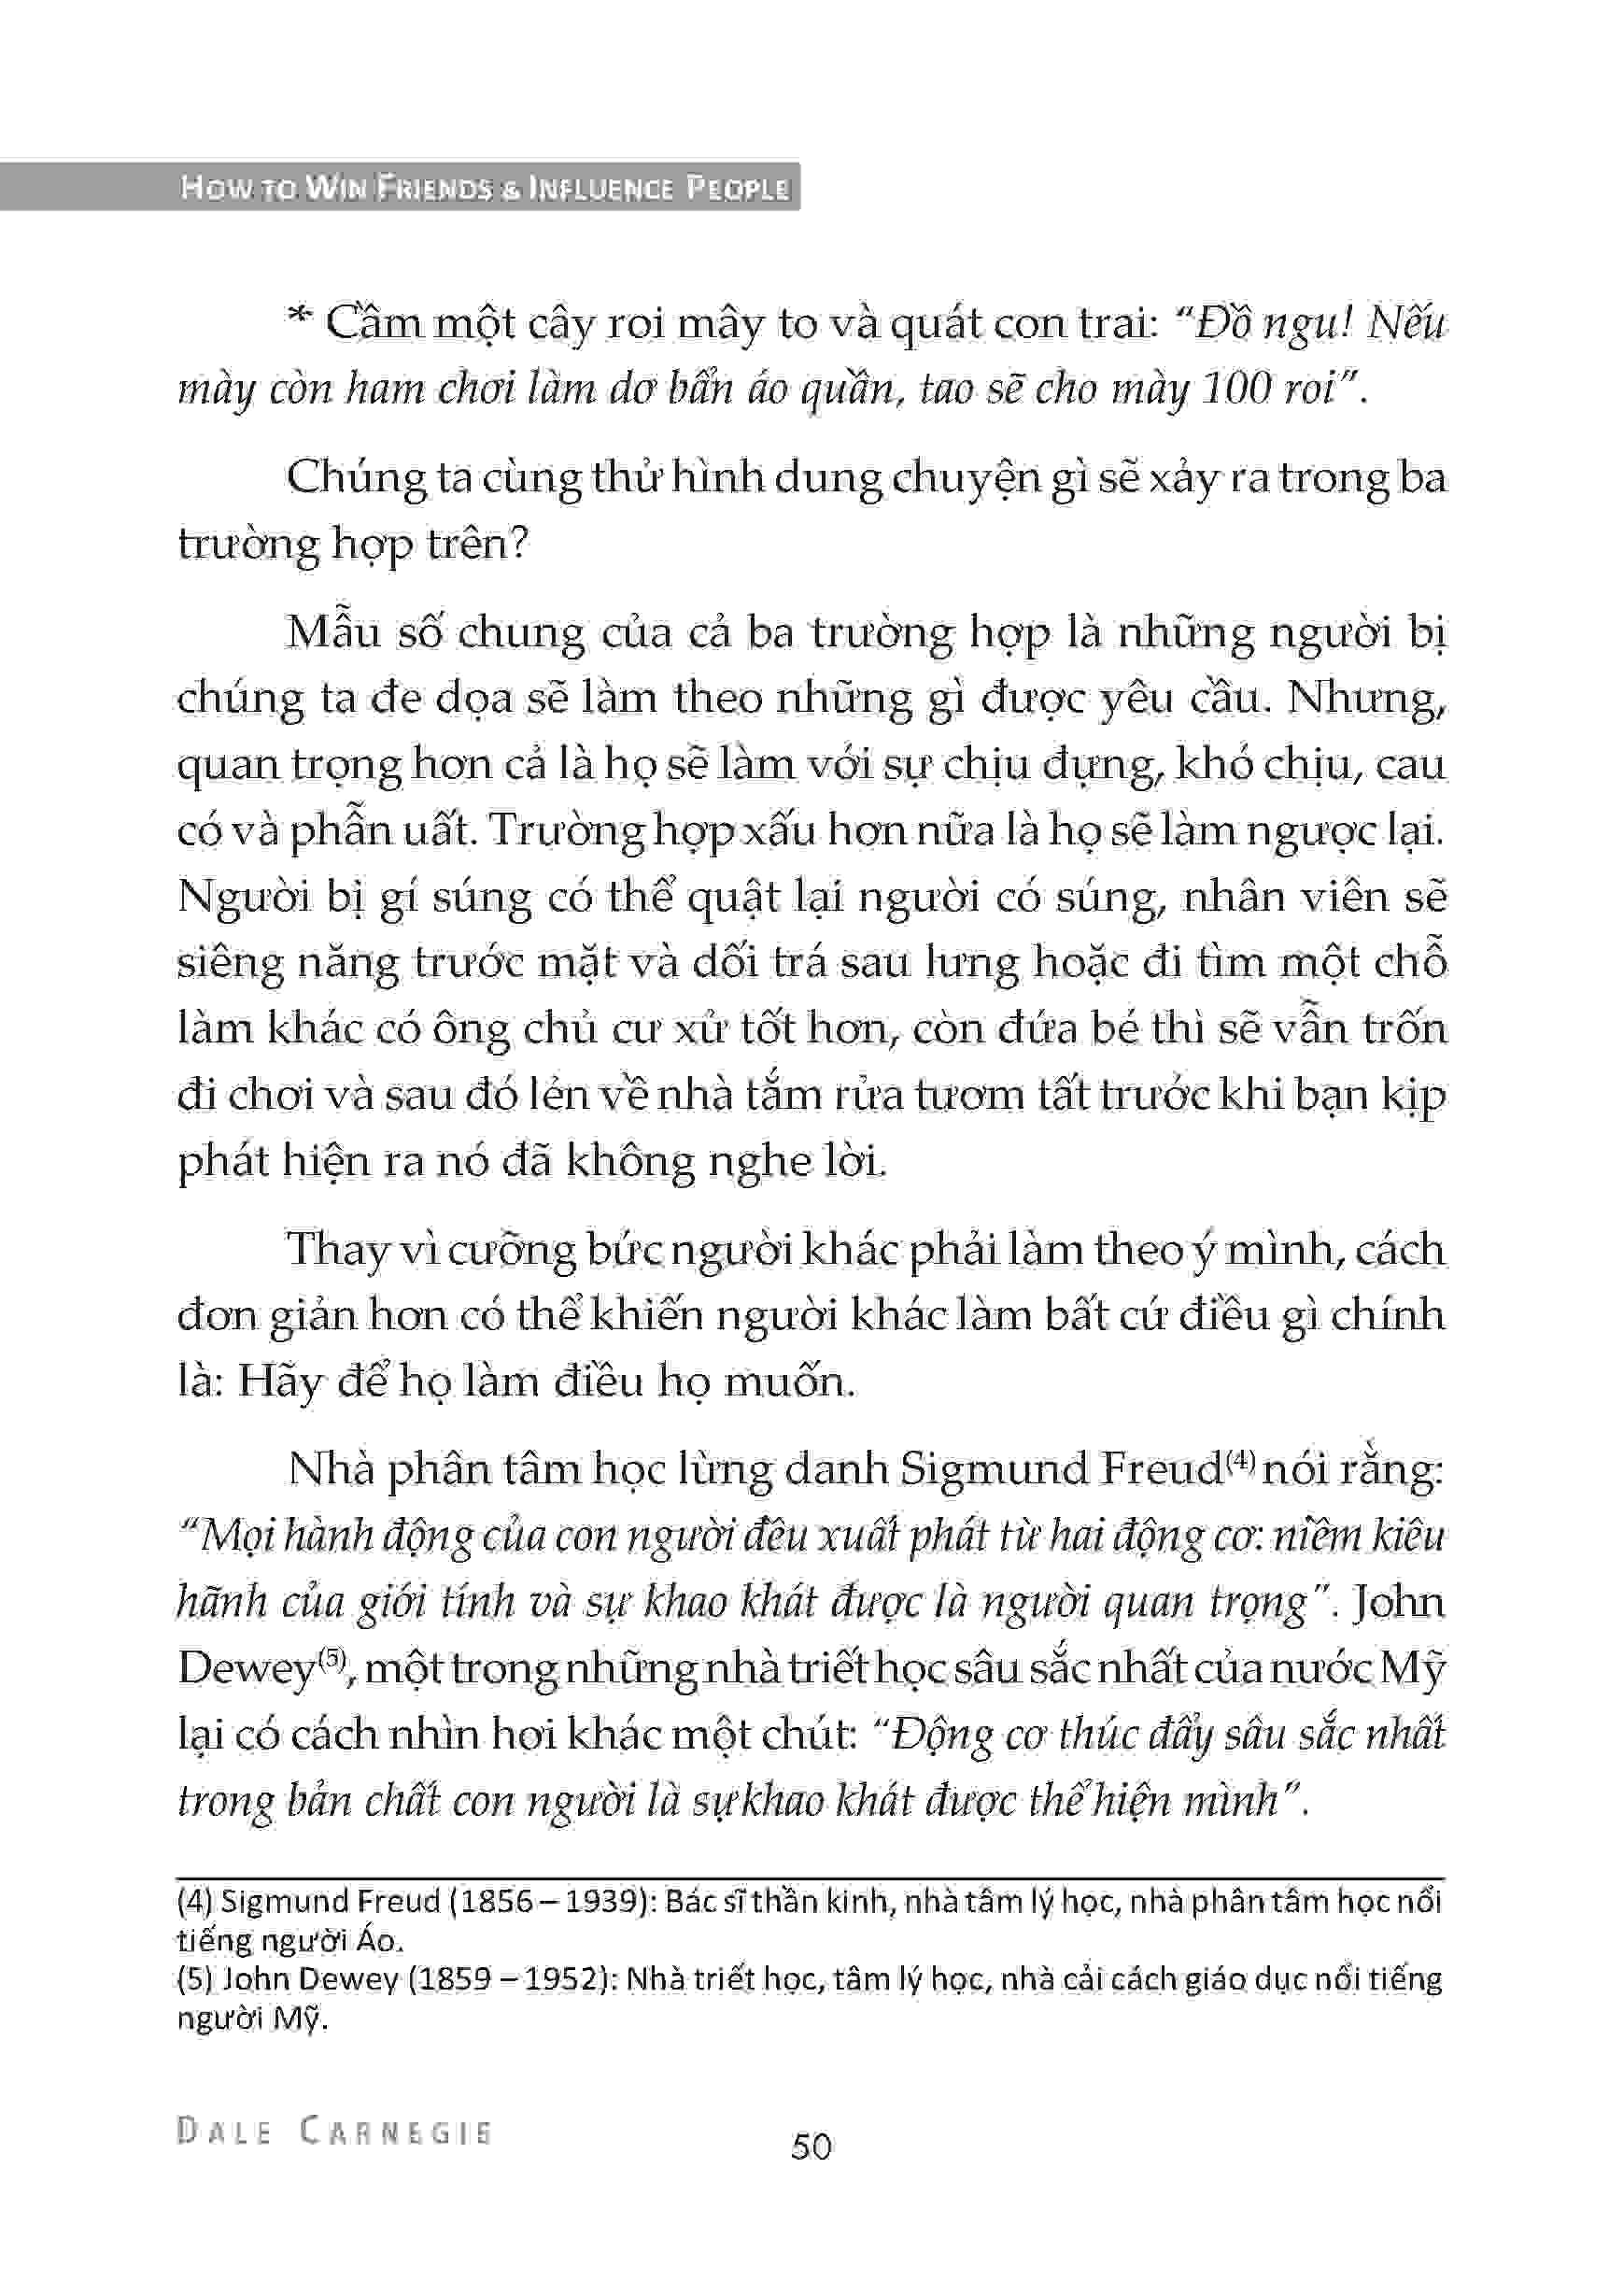 HOW TO WIN FRIENDS & INFLUENCE PEOPLE
* Cầm một cây roi mây to và quát con trai: “Đồ ngu! Nếu
mày còn ham chơi làm dơ bẩn áo quần, tao sẽ cho mày 100 roi”.
Chúng ta cùng thử hình dung chuyện gì sẽ xảy ra trong ba
trường hợp trên?
Mẫu số chung của cả ba trường hợp là những người bị
chúng ta đe dọa sẽ làm theo những gì được yêu cầu. Nhưng,
quan trọng hơn cả là họ sẽ làm với sự chịu đựng, khó chịu, cau
có và phẫn uất. Trường hợp xấu hơn nữa là họ sẽ làm ngược lại.
Người bị gí súng có thể quật lại người có súng, nhân viên sẽ
siêng năng trước mặt và dối trá sau lưng hoặc đi tìm một chỗ
làm khác có ông chủ cư xử tốt hơn, còn đứa bé thì sẽ vẫn trốn
đi chơi và sau đó lẻn về nhà tắm rửa tươm tất trước khi bạn kịp
phát hiện ra nó đã không nghe lời.
Thay vì cưỡng bức người khác phải làm theo ý mình, cách
đơn giản hơn có thể khiến người khác làm bất cứ điều gì chính
là: Hãy để họ làm điều họ muốn.
Nhà phân tâm học lừng danh Sigmund Freud(4) nói rằng:
“Mọi hành động của con người đều xuất phát từ hai động cơ: niềm kiêu
hãnh của giới tính và sự khao khát được là người quan trọng”. John
Dewey(5), một trong những nhà triết học sâu sắc nhất của nước Mỹ
lại có cách nhìn hơi khác một chút: “Động cơ thúc đẩy sâu sắc nhất
trong bản chất con người là sự khao khát được thể hiện mình”.
(4) Sigmund Freud (1856 – 1939): Bác sĩ thần kinh, nhà tâm lý học, nhà phân tâm học nổi
tiếng người Áo.
(5) John Dewey (1859 – 1952): Nhà triết học, tâm lý học, nhà cải cách giáo dục nổi tiếng
người Mỹ.
DALE CARNEGIE
50